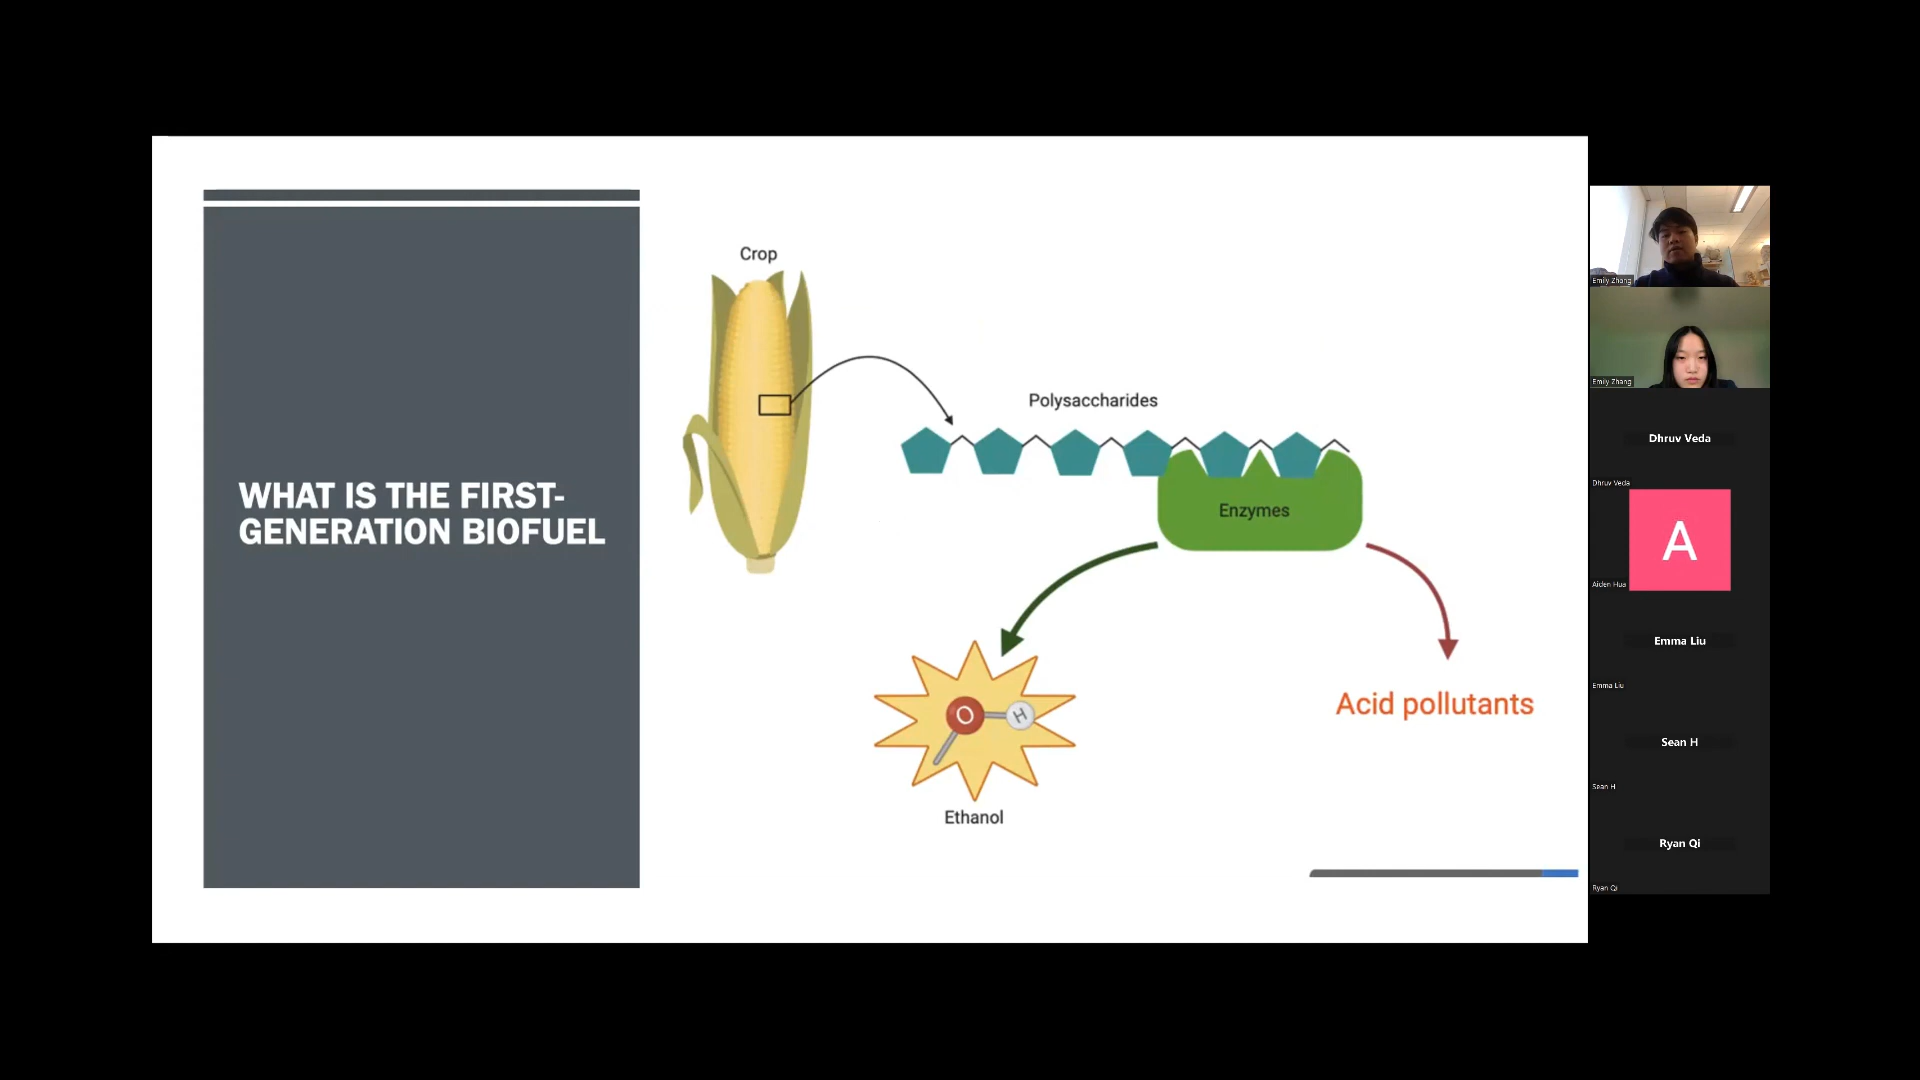 WHAT IS THE FIRST-
GENERATION BIOFUEL
Crop
Polysaccharides
Enzymes
O
H
Ethanol
Acid pollutants
Emily Zhang
Emily Zhang
Dhruv Veda
Dhruv Veda
A
Aiden Hua
Emma Liu
Emma Liu
Sean H
Sean H
Ryan Qi
Ryan Qi